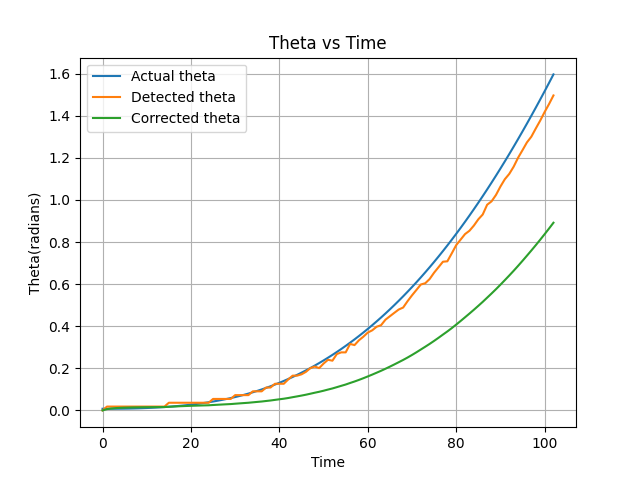 Theta vs Time
Actual theta
Detected theta
Corrected theta
Theta(radians)
1.6
1.4
1.2
1.0
0.8
0.6
0.4
0.2
0.0
0 20 40 60 80 100
Time